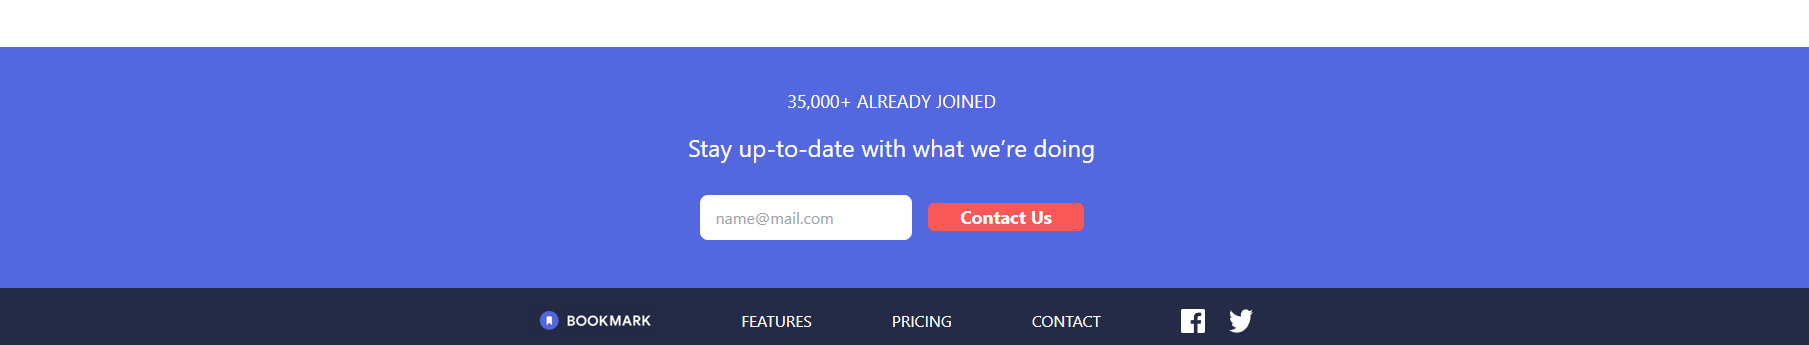 35,000+ ALREADY JOINED
Stay up-to-date with what we’re doing
name@mail.com
Contact Us
BOOKMARK
FEATURES
PRICING
CONTACT